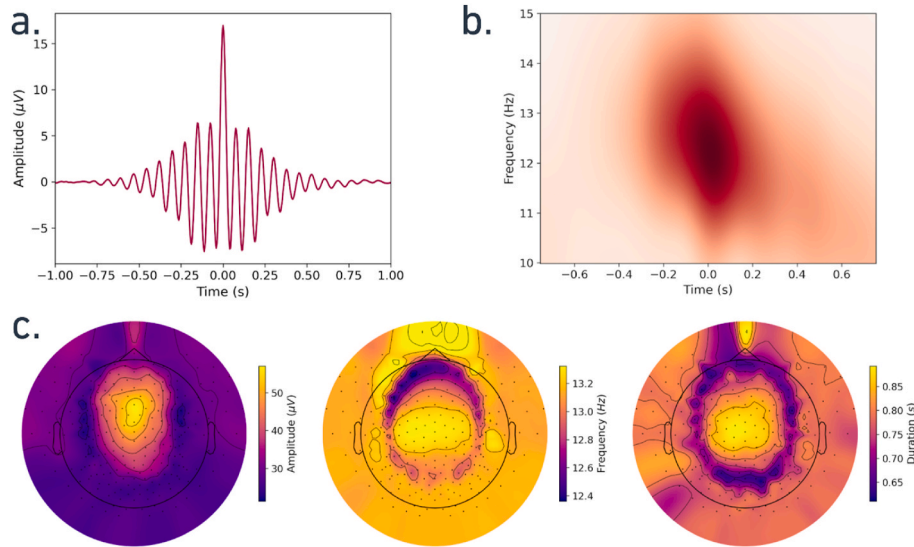 a.
15
10
5
0
−5
Amplitude (μV)
−1.00 −0.75 −0.50 −0.25 0.00 0.25 0.50 0.75 1.00
Time (s)
b.
15
14
13
12
11
10
Frequency (Hz)
−0.6 −0.4 −0.2 0.0 0.2 0.4 0.6
Time (s)
c.
50
40
30
Amplitude (μV)
13.2
13.0
12.8
12.6
12.4
Frequency (Hz)
0.85
0.80
0.75
0.70
0.65
Duration (s)